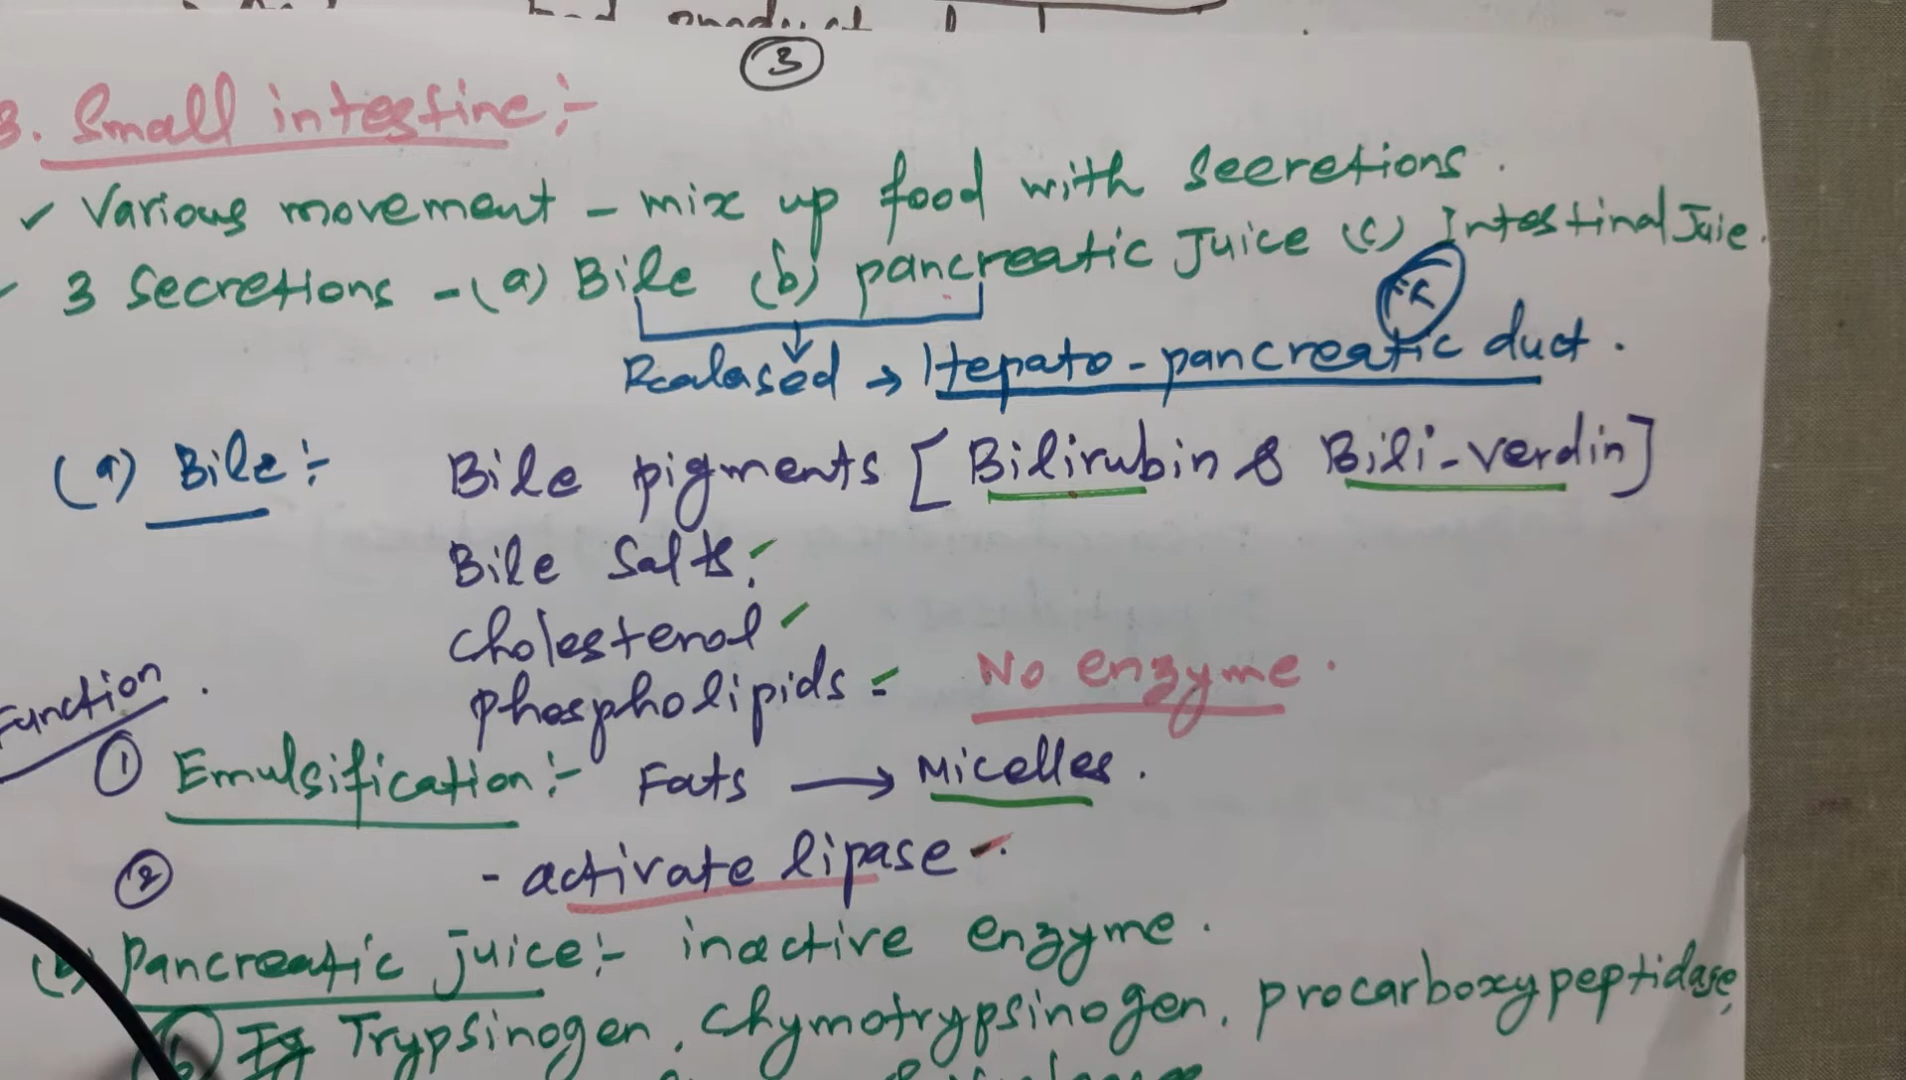 3
3. Small intestine :-
✓ Various movement - mix up food with secretions.
✓ 3 Secretions - (a) Bile (b) pancreatic Juice (c) Intestinal Juie.
Realased → Hepato-pancreatic duct.
(a) Bile :- Bile pigments [Bilirubin & Bili-verdin]
Bile Salts
cholesterol
phospholipids
No enzyme.
Function.
① Emulsification :- Fats → Micelles.
② - activate lipase
(b) Pancreatic juice :- inactive enzyme.
⑥ Trypsinogen, chymotrypsinogen, procarboxypeptidase,